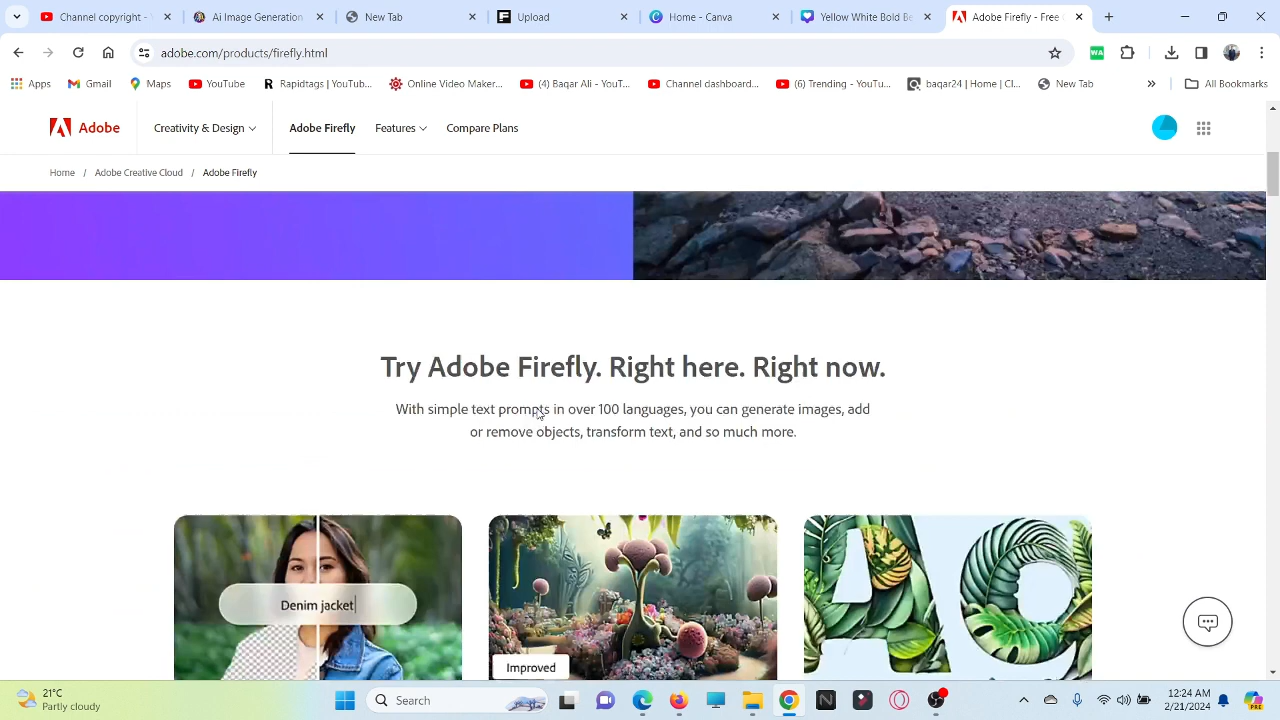 Channel copyright -
Ai Image Generation
New Tab
Upload
Home - Canva
Yellow White Bold Be
Adobe Firefly - Free
adobe.com/products/firefly.html
WA
Apps
Gmail
Maps
YouTube
Rapidtags | YouTub...
Online Video Maker...
(4) Baqar Ali - YouT...
Channel dashboard...
(6) Trending - YouTu...
baqar24 | Home | Cl...
New Tab
All Bookmarks
Adobe
Creativity & Design
Adobe Firefly
Features
Compare Plans
Home / Adobe Creative Cloud / Adobe Firefly
Try Adobe Firefly. Right here. Right now.
With simple text prompts in over 100 languages, you can generate images, add
or remove objects, transform text, and so much more.
Denim jacket
Improved
21°C
Partly cloudy
Search
12:24 AM
2/21/2024
PRE